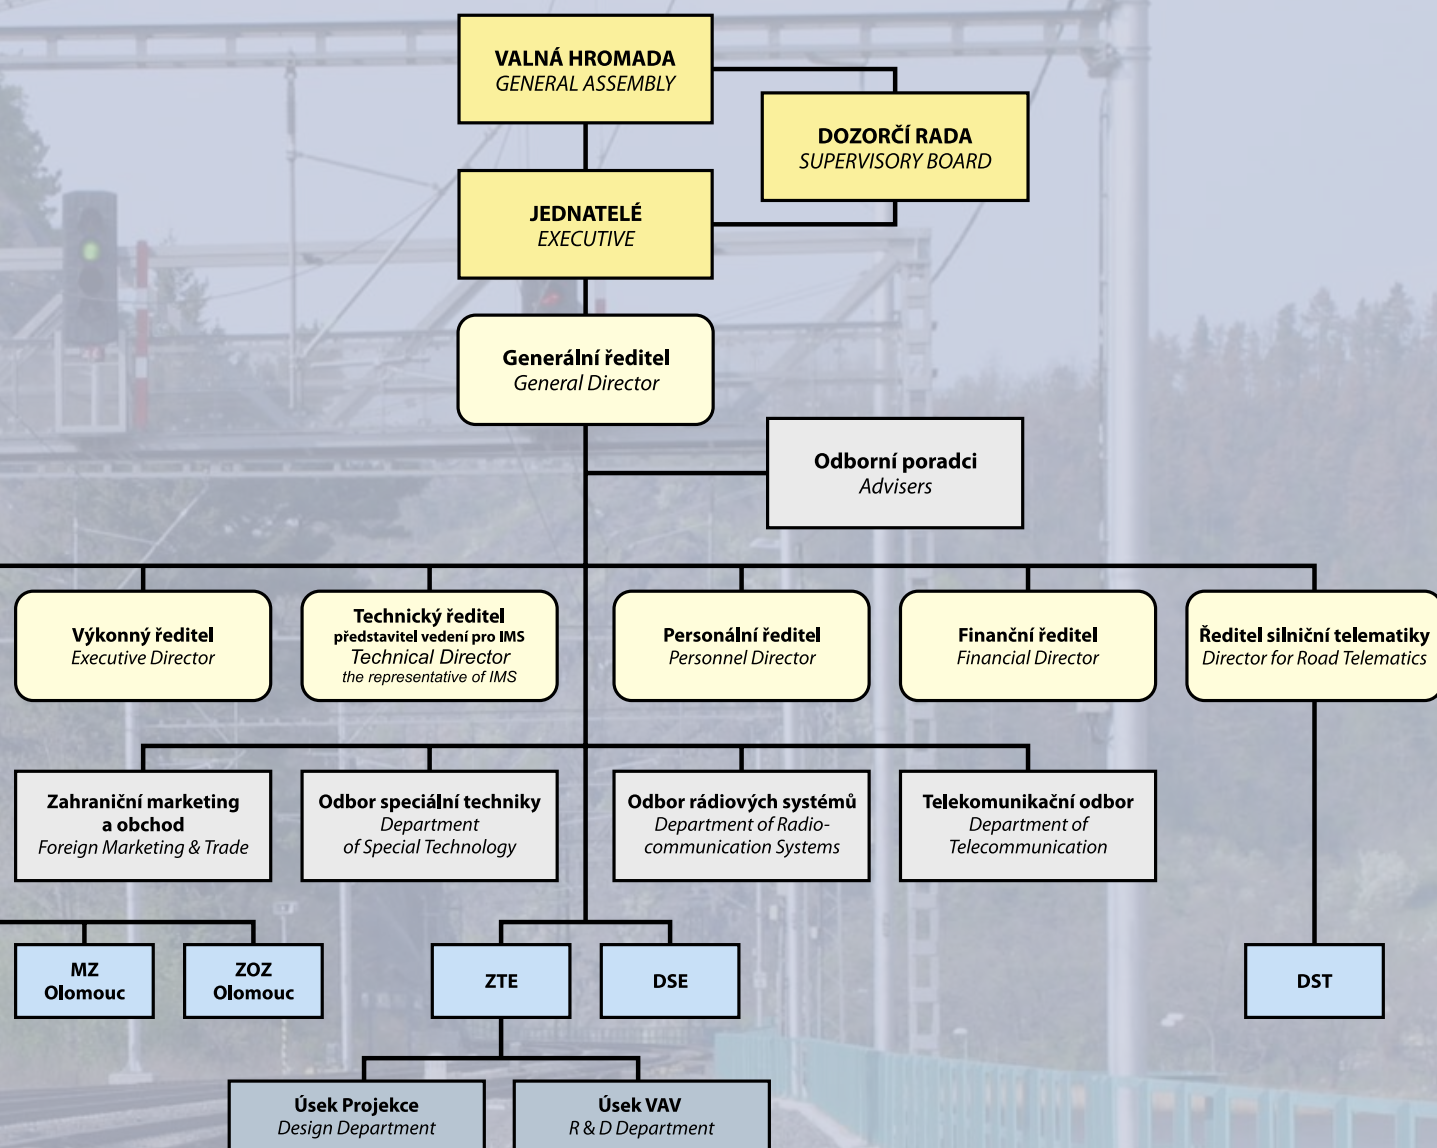 VALNÁ HROMADA
GENERAL ASSEMBLY
DOZORČÍ RADA
SUPERVISORY BOARD
JEDNATELÉ
EXECUTIVE
Generální ředitel
General Director
Odborní poradci
Advisers
Výkonný ředitel
Executive Director
Technický ředitel
představitel vedení pro IMS
Technical Director
the representative of IMS
Personální ředitel
Personnel Director
Finanční ředitel
Financial Director
Ředitel silniční telematiky
Director for Road Telematics
Zahraniční marketing
a obchod
Foreign Marketing & Trade
Odbor speciální techniky
Department
of Special Technology
Odbor rádiových systémů
Department of Radio-
communication Systems
Telekomunikační odbor
Department of
Telecommunication
MZ
Olomouc
ZOZ
Olomouc
ZTE
DSE
DST
Úsek Projekce
Design Department
Úsek VAV
R & D Department